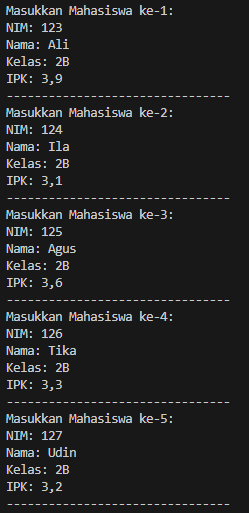 Masukkan Mahasiswa ke-1:
NIM: 123
Nama: Ali
Kelas: 2B
IPK: 3,9
--------------------------------
Masukkan Mahasiswa ke-2:
NIM: 124
Nama: Ila
Kelas: 2B
IPK: 3,1
--------------------------------
Masukkan Mahasiswa ke-3:
NIM: 125
Nama: Agus
Kelas: 2B
IPK: 3,6
--------------------------------
Masukkan Mahasiswa ke-4:
NIM: 126
Nama: Tika
Kelas: 2B
IPK: 3,3
--------------------------------
Masukkan Mahasiswa ke-5:
NIM: 127
Nama: Udin
Kelas: 2B
IPK: 3,2
--------------------------------